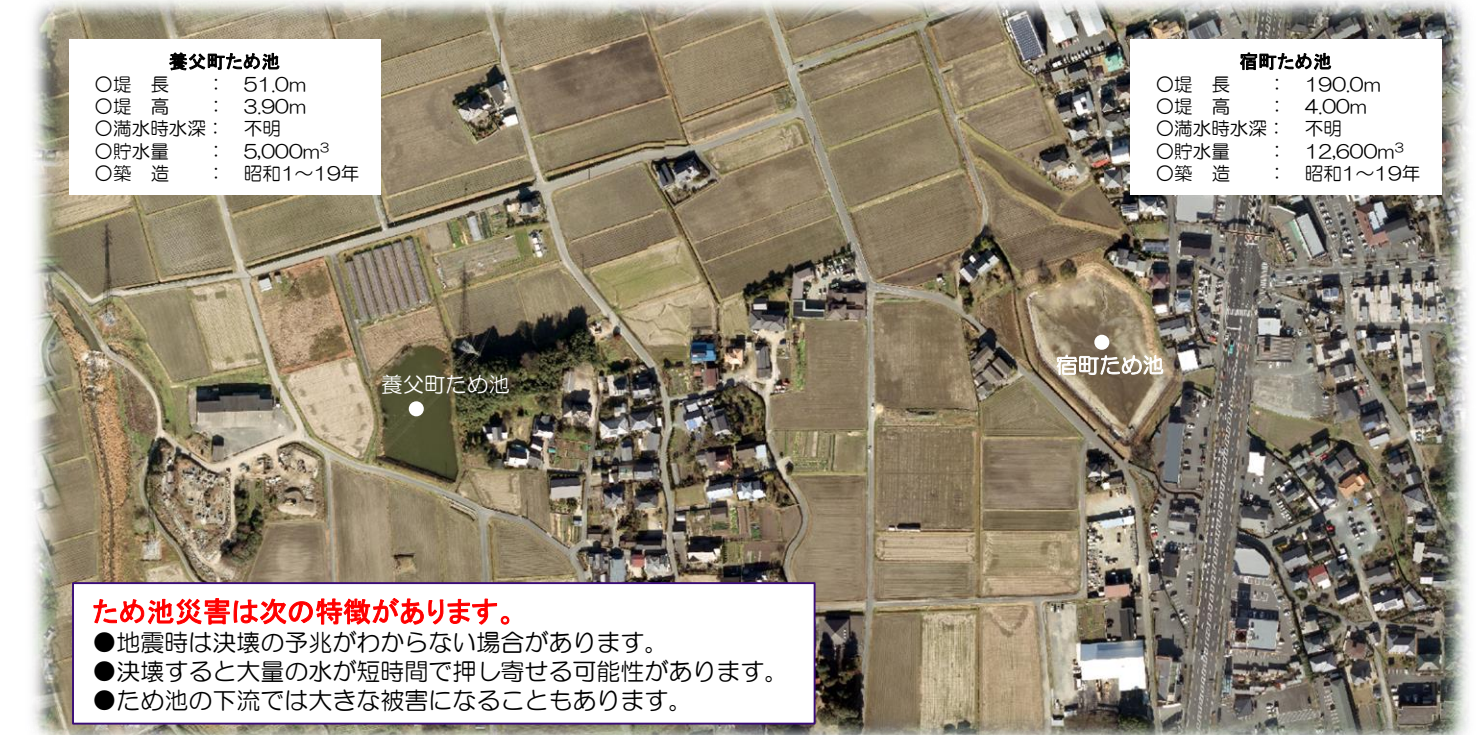 養父町ため池
○堤 長 : 51.0m
○堤 高 : 3.90m
○満水時水深: 不明
○貯水量 : 5,000m³
○築 造 : 昭和1~19年
宿町ため池
○堤 長 : 190.0m
○堤 高 : 4.00m
○満水時水深: 不明
○貯水量 : 12,600m³
○築 造 : 昭和1~19年
宿町ため池
養父町ため池
ため池災害は次の特徴があります。
●地震時は決壊の予兆がわからない場合があります。
●決壊すると大量の水が短時間で押し寄せる可能性があります。
●ため池の下流では大きな被害になることもあります。